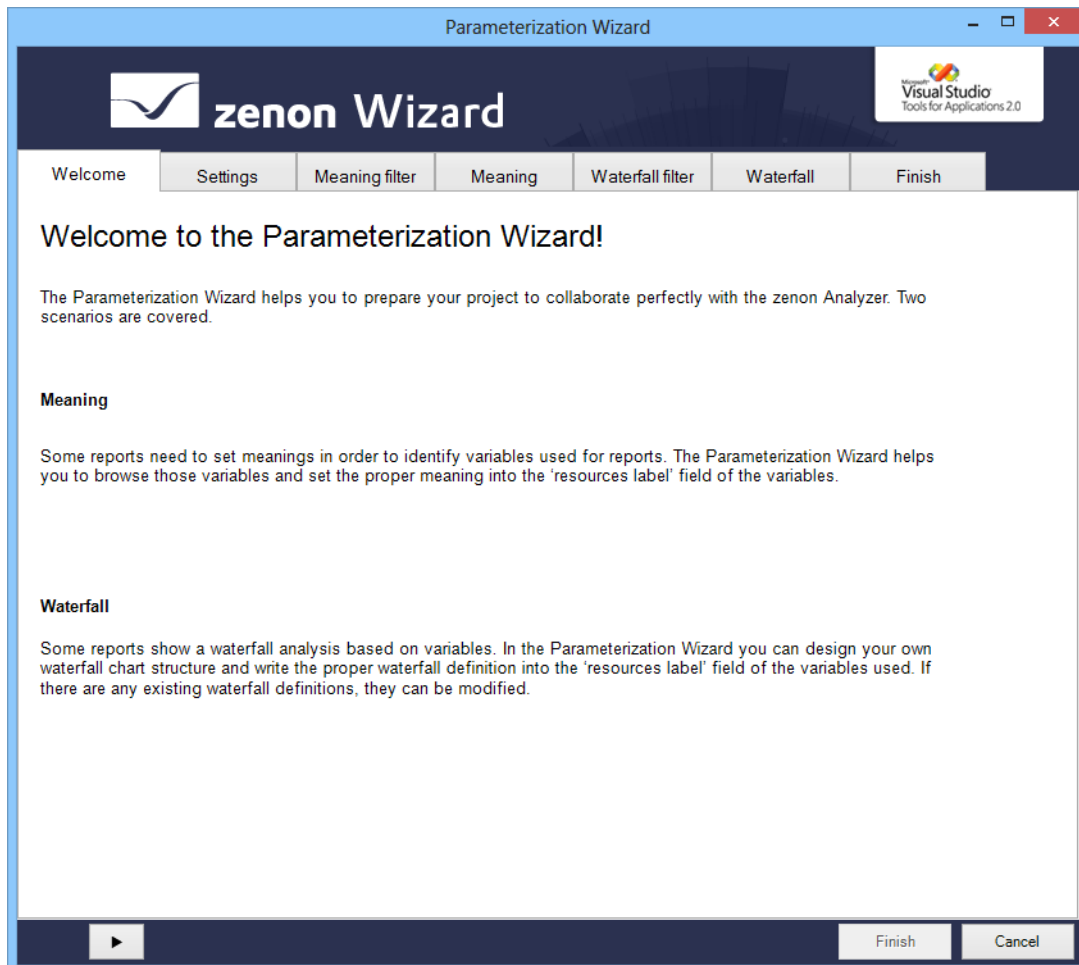 Parameterization Wizard
zenon Wizard
Microsoft
Visual Studio
Tools for Applications 2.0
Welcome
Settings
Meaning filter
Meaning
Waterfall filter
Waterfall
Finish
Welcome to the Parameterization Wizard!
The Parameterization Wizard helps you to prepare your project to collaborate perfectly with the zenon Analyzer. Two
scenarios are covered.
Meaning
Some reports need to set meanings in order to identify variables used for reports. The Parameterization Wizard helps
you to browse those variables and set the proper meaning into the ‘resources label’ field of the variables.
Waterfall
Some reports show a waterfall analysis based on variables. In the Parameterization Wizard you can design your own
waterfall chart structure and write the proper waterfall definition into the ‘resources label’ field of the variables used. If
there are any existing waterfall definitions, they can be modified.
Finish
Cancel